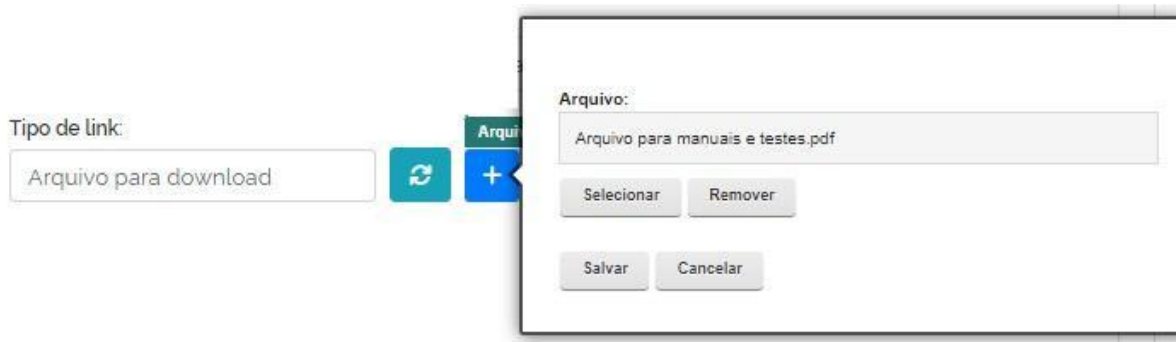 Tipo de link:
Arquivo para download
Arquivo:
Arquivo para manuais e testes.pdf
Selecionar Remover
Salvar Cancelar